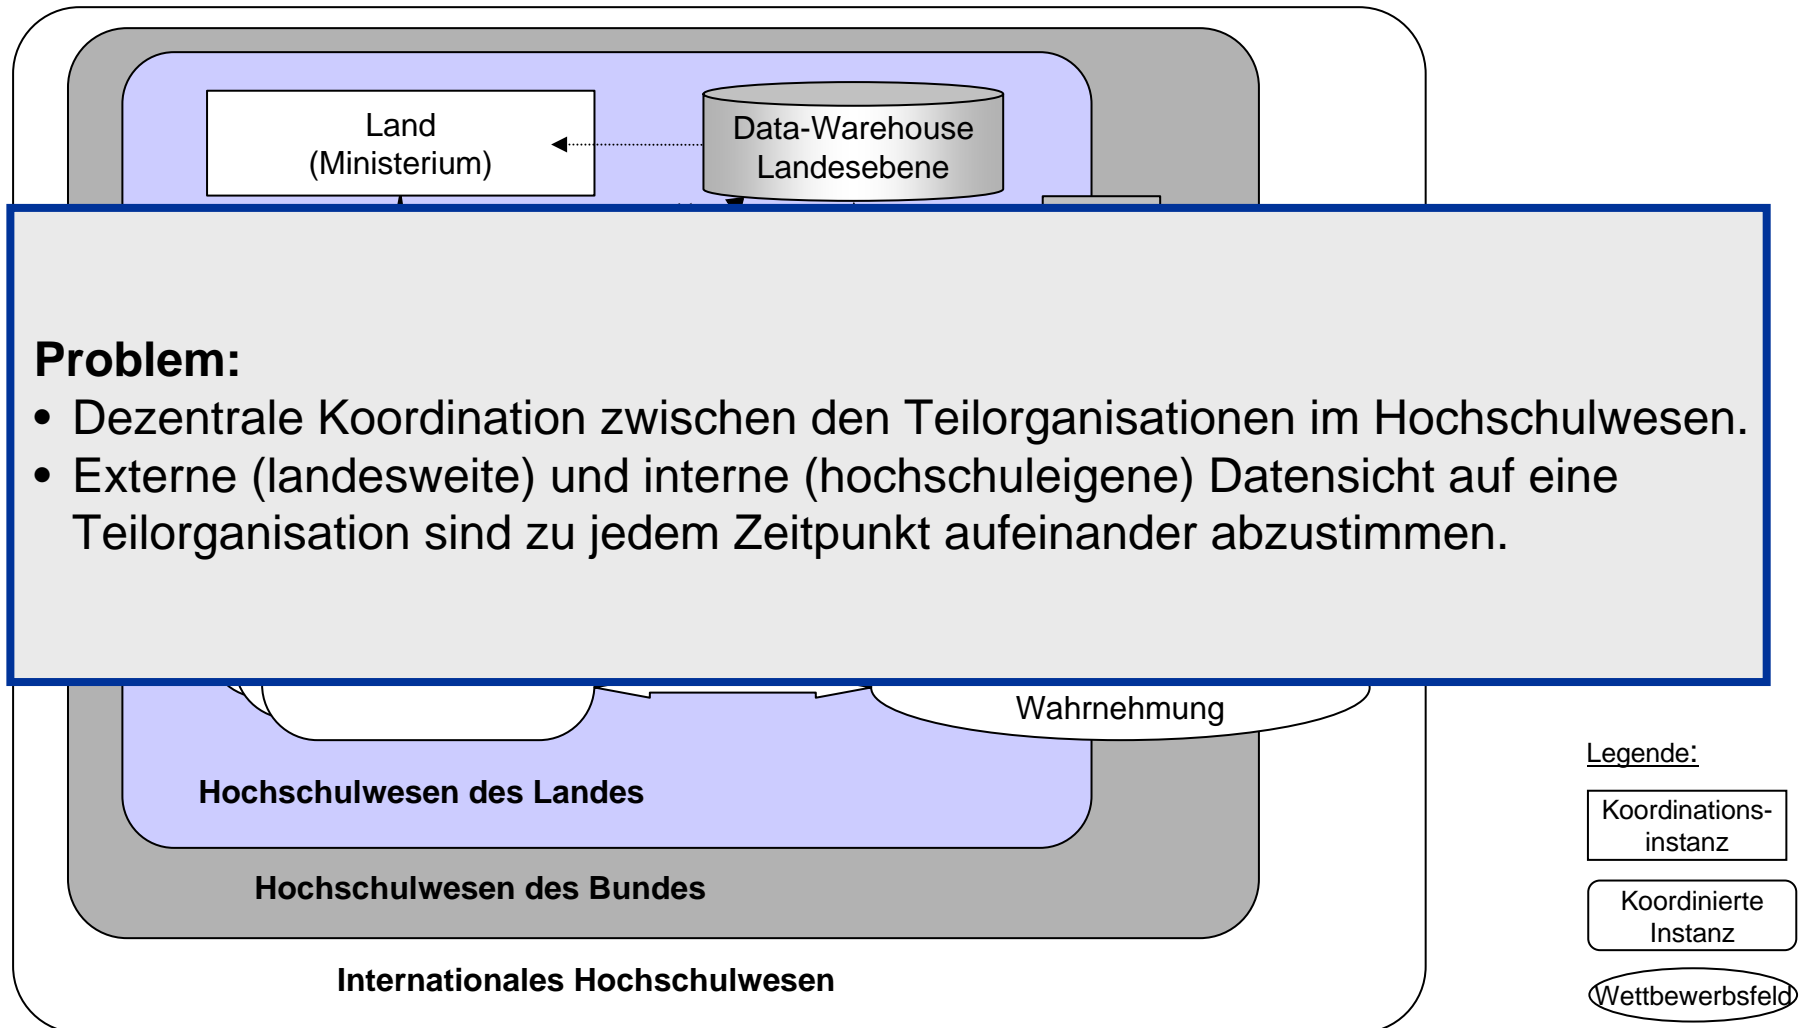 Land
(Ministerium)
Data-Warehouse
Landesebene
Problem:
• Dezentrale Koordination zwischen den Teilorganisationen im Hochschulwesen.
• Externe (landesweite) und interne (hochschuleigene) Datensicht auf eine
Teilorganisation sind zu jedem Zeitpunkt aufeinander abzustimmen.
Wahrnehmung
Hochschulwesen des Landes
Hochschulwesen des Bundes
Internationales Hochschulwesen
Legende:
Koordinations-
instanz
Koordinierte
Instanz
Wettbewerbsfeld